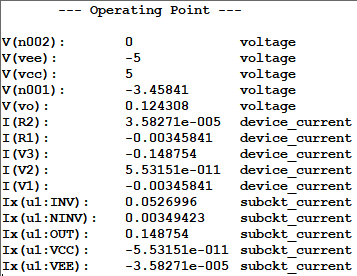 --- Operating Point ---
V(n002): 0 voltage
V(vee): -5 voltage
V(vcc): 5 voltage
V(n001): -3.45841 voltage
V(vo): 0.124308 voltage
I(R2): 3.58271e-005 device_current
I(R1): -0.00345841 device_current
I(V3): -0.148754 device_current
I(V2): 5.53151e-011 device_current
I(V1): -0.00345841 device_current
Ix(u1:INV): 0.0526996 subckt_current
Ix(u1:NINV): 0.00349423 subckt_current
Ix(u1:OUT): 0.148754 subckt_current
Ix(u1:VCC): -5.53151e-011 subckt_current
Ix(u1:VEE): -3.58271e-005 subckt_current